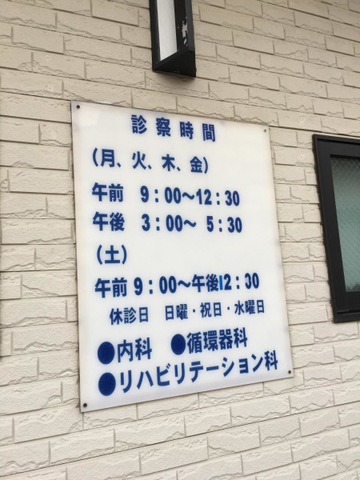 診察時間
(月、火、木、金)
午前 9:00〜12:30
午後 3:00〜 5:30
(土)
午前 9:00〜午後12:30
休診日 日曜・祝日・水曜日
●内科 ●循環器科
●リハビリテーション科